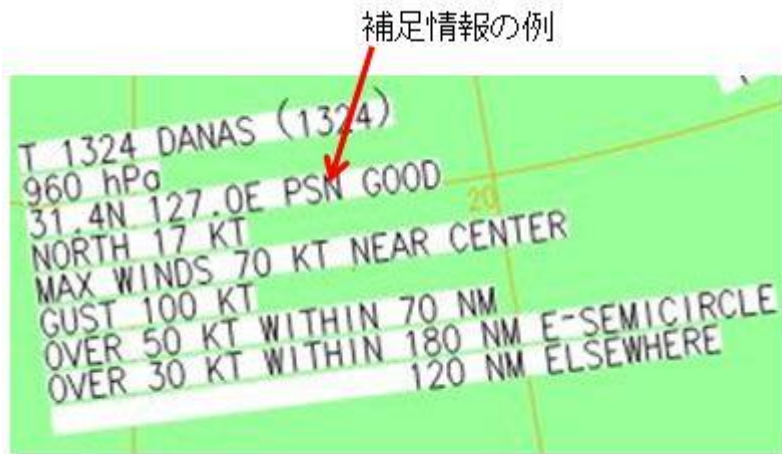 補足情報の例
T 1324 DANAS (1324)
960 hPa
31.4N 127.0E PSN GOOD
NORTH 17 KT
MAX WINDS 70 KT NEAR CENTER
GUST 100 KT
OVER 50 KT WITHIN 70 NM
OVER 30 KT WITHIN 180 NM E-SEMICIRCLE
120 NM ELSEWHERE
20